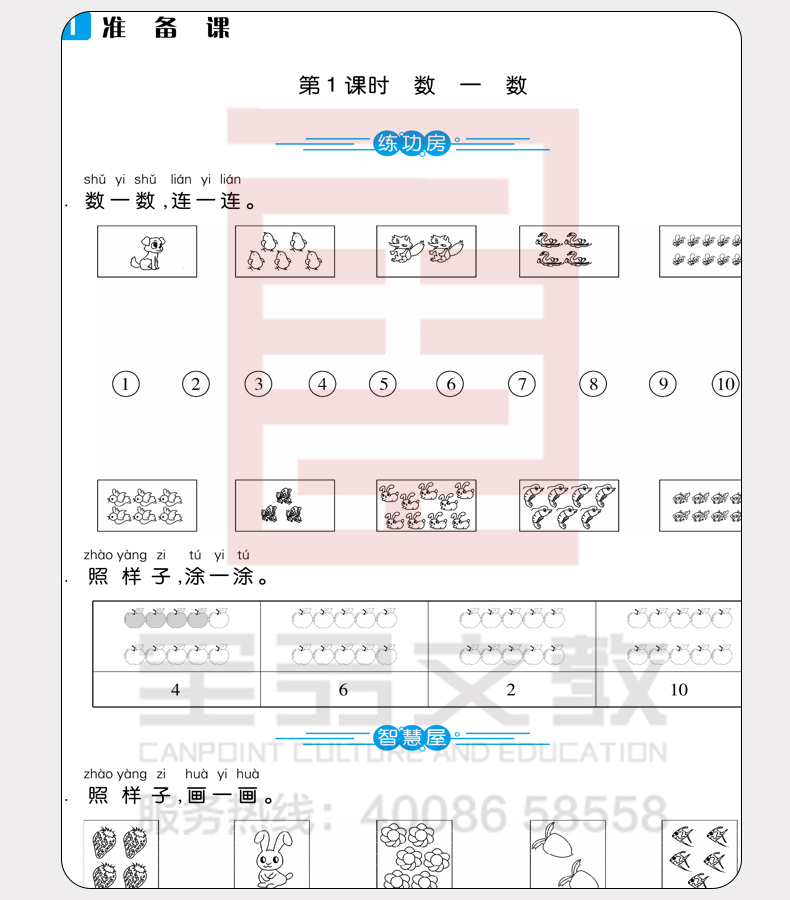 1 准 备 课
第1课时 数 一 数
练功房
shǔ yi shǔ lián yi lián
. 数一数,连一连。
1 2 3 4 5 6 7 8 9 10
zhào yàng zi tú yi tú
. 照样子,涂一涂。
4 6 2 10
全易文教
智慧屋
CANPOINT CULTURE AND EDUCATION
zhào yàng zi huà yi huà
. 照样子,画一画。
服务热线：40086 58558